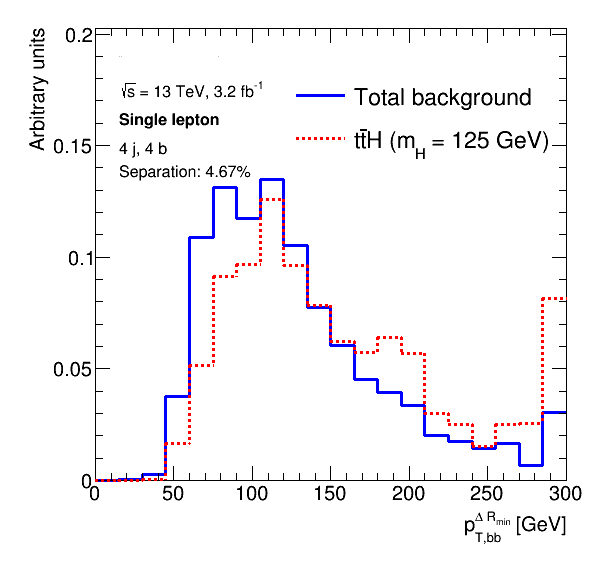 Arbitrary units
0.2
0.15
0.1
0.05
0
√s = 13 TeV, 3.2 fb⁻¹
Single lepton
4 j, 4 b
Separation: 4.67%
Total background
tt̄H (m_H = 125 GeV)
0 50 100 150 200 250 300
p_T,bb^Δ R_min [GeV]